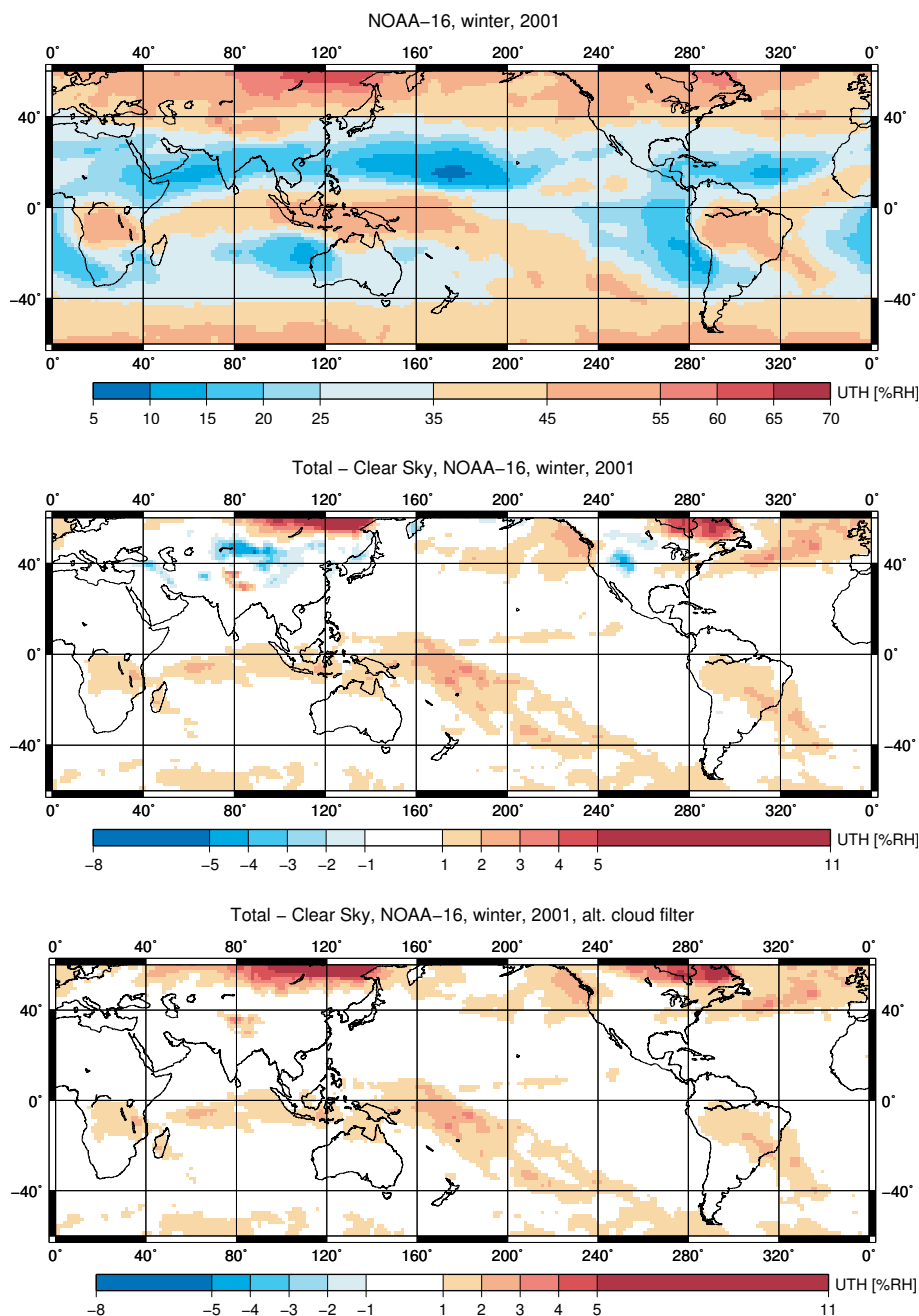 NOAA−16, winter, 2001
0˚ 40˚ 80˚ 120˚ 160˚ 200˚ 240˚ 280˚ 320˚ 0˚
40˚ 40˚
0˚ 0˚
−40˚ −40˚
0˚ 40˚ 80˚ 120˚ 160˚ 200˚ 240˚ 280˚ 320˚ 0˚
UTH [%RH]
5 10 15 20 25 35 45 55 60 65 70
Total − Clear Sky, NOAA−16, winter, 2001
0˚ 40˚ 80˚ 120˚ 160˚ 200˚ 240˚ 280˚ 320˚ 0˚
40˚ 40˚
0˚ 0˚
−40˚ −40˚
0˚ 40˚ 80˚ 120˚ 160˚ 200˚ 240˚ 280˚ 320˚ 0˚
UTH [%RH]
−8 −5 −4 −3 −2 −1 1 2 3 4 5 11
Total − Clear Sky, NOAA−16, winter, 2001, alt. cloud filter
0˚ 40˚ 80˚ 120˚ 160˚ 200˚ 240˚ 280˚ 320˚ 0˚
40˚ 40˚
0˚ 0˚
−40˚ −40˚
0˚ 40˚ 80˚ 120˚ 160˚ 200˚ 240˚ 280˚ 320˚ 0˚
UTH [%RH]
−8 −5 −4 −3 −2 −1 1 2 3 4 5 11